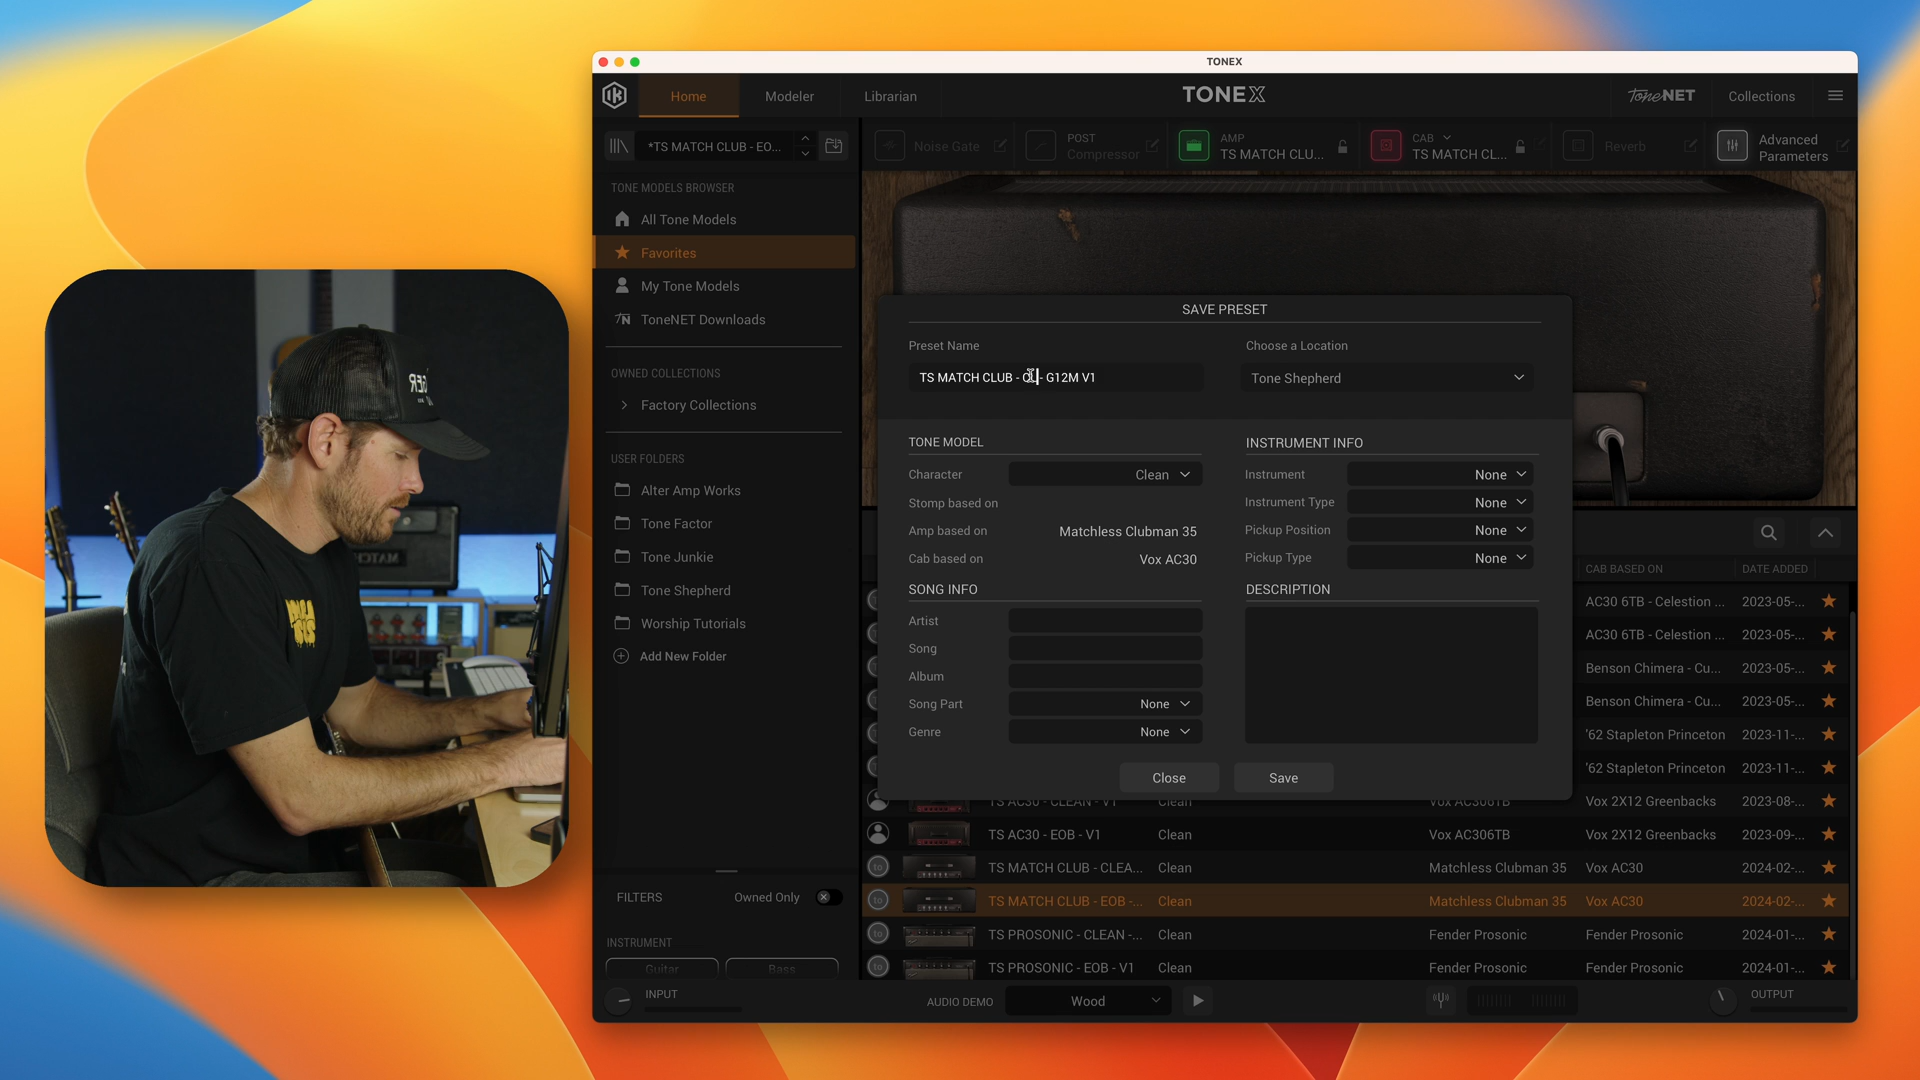 TONEX
Home
Modeler
Librarian
TONEX
ToneNET
Collections
*TS MATCH CLUB - EO...
Noise Gate
POST
Compressor
AMP
TS MATCH CLU...
CAB
TS MATCH CL...
Reverb
Advanced
Parameters
TONE MODELS BROWSER
All Tone Models
Favorites
My Tone Models
ToneNET Downloads
OWNED COLLECTIONS
Factory Collections
USER FOLDERS
Alter Amp Works
Tone Factor
Tone Junkie
Tone Shepherd
Worship Tutorials
Add New Folder
FILTERS
Owned Only
INSTRUMENT
Guitar
Bass
SAVE PRESET
Preset Name
TS MATCH CLUB - CL- G12M V1
Choose a Location
Tone Shepherd
TONE MODEL
Character
Clean
Stomp based on
Amp based on
Matchless Clubman 35
Cab based on
Vox AC30
INSTRUMENT INFO
Instrument
None
Instrument Type
None
Pickup Position
None
Pickup Type
None
SONG INFO
Artist
Song
Album
Song Part
None
Genre
None
DESCRIPTION
Close
Save
CAB BASED ON
DATE ADDED
AC30 6TB - Celestion ...
2023-05-...
AC30 6TB - Celestion ...
2023-05-...
Benson Chimera - Cu...
2023-05-...
Benson Chimera - Cu...
2023-05-...
'62 Stapleton Princeton
2023-11-...
'62 Stapleton Princeton
2023-11-...
TS AC30 - CLEAN - V1
Clean
Vox AC306TB
Vox 2X12 Greenbacks
2023-08-...
TS AC30 - EOB - V1
Clean
Vox AC306TB
Vox 2X12 Greenbacks
2023-09-...
TS MATCH CLUB - CLEA...
Clean
Matchless Clubman 35
Vox AC30
2024-02-...
TS MATCH CLUB - EOB -...
Clean
Matchless Clubman 35
Vox AC30
2024-02-...
TS PROSONIC - CLEAN -...
Clean
Fender Prosonic
Fender Prosonic
2024-01-...
TS PROSONIC - EOB - V1
Clean
Fender Prosonic
Fender Prosonic
2024-01-...
INPUT
AUDIO DEMO
Wood
OUTPUT